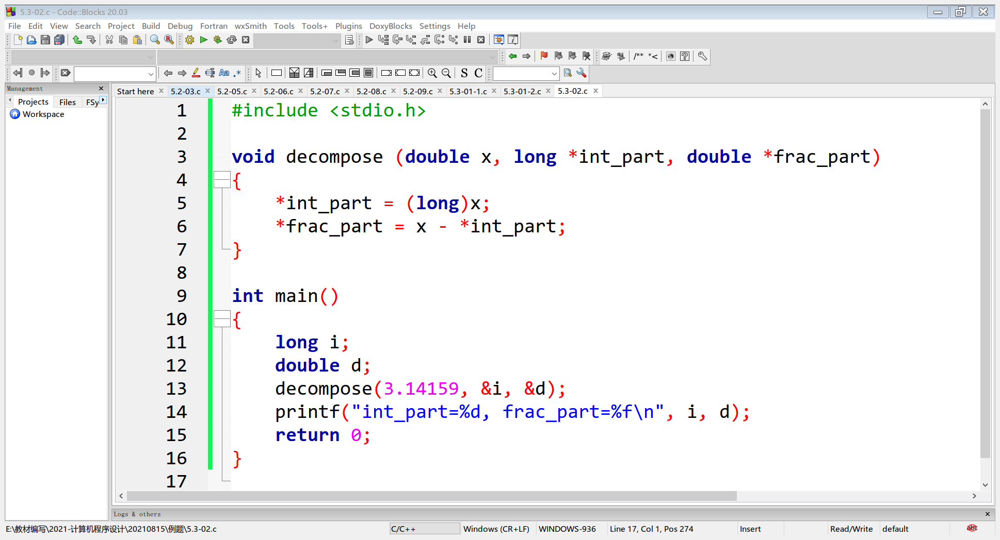 5.3-02.c - Code::Blocks 20.03
File Edit View Search Project Build Debug Fortran wxSmith Tools Tools+ Plugins DoxyBlocks Settings Help
/** *<
Aa .* S C
Management
Projects Files FSy
Workspace
Start here 5.2-03.c 5.2-05.c 5.2-06.c 5.2-07.c 5.2-08.c 5.2-09.c 5.3-01-1.c 5.3-01-2.c 5.3-02.c
1 #include <stdio.h>
2
3 void decompose (double x, long *int_part, double *frac_part)
4 {
5 *int_part = (long)x;
6 *frac_part = x - *int_part;
7 }
8
9 int main()
10 {
11 long i;
12 double d;
13 decompose(3.14159, &i, &d);
14 printf("int_part=%d, frac_part=%f\n", i, d);
15 return 0;
16 }
17
Logs & others
E:\教材编写\2021-计算机程序设计\20210815\例题\5.3-02.c C/C++ Windows (CR+LF) WINDOWS-936 Line 17, Col 1, Pos 274 Insert Read/Write default abc